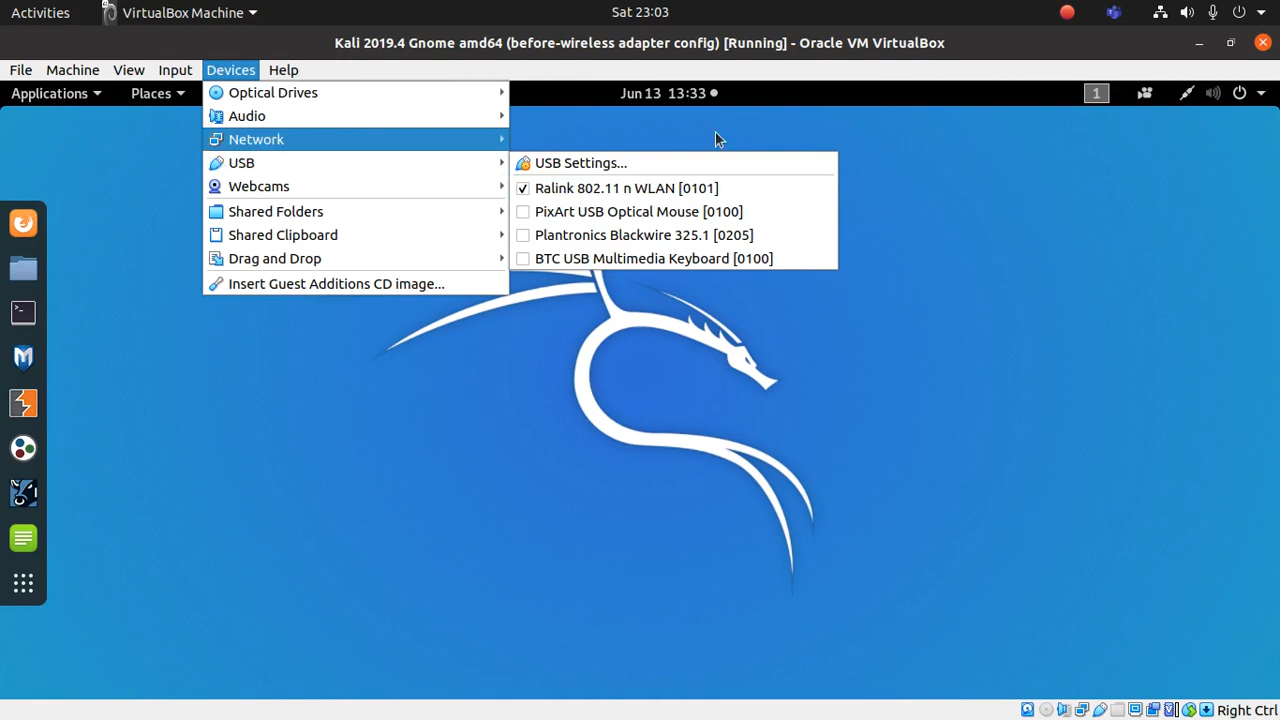 Activities
VirtualBox Machine
Sat 23:03
Kali 2019.4 Gnome amd64 (before-wireless adapter config) [Running] - Oracle VM VirtualBox
File Machine View Input Devices Help
Applications Places Jun 13 13:33 1
Optical Drives
Audio
Network
USB
Webcams
Shared Folders
Shared Clipboard
Drag and Drop
Insert Guest Additions CD image...
USB Settings...
Ralink 802.11 n WLAN [0101]
PixArt USB Optical Mouse [0100]
Plantronics Blackwire 325.1 [0205]
BTC USB Multimedia Keyboard [0100]
Right Ctrl